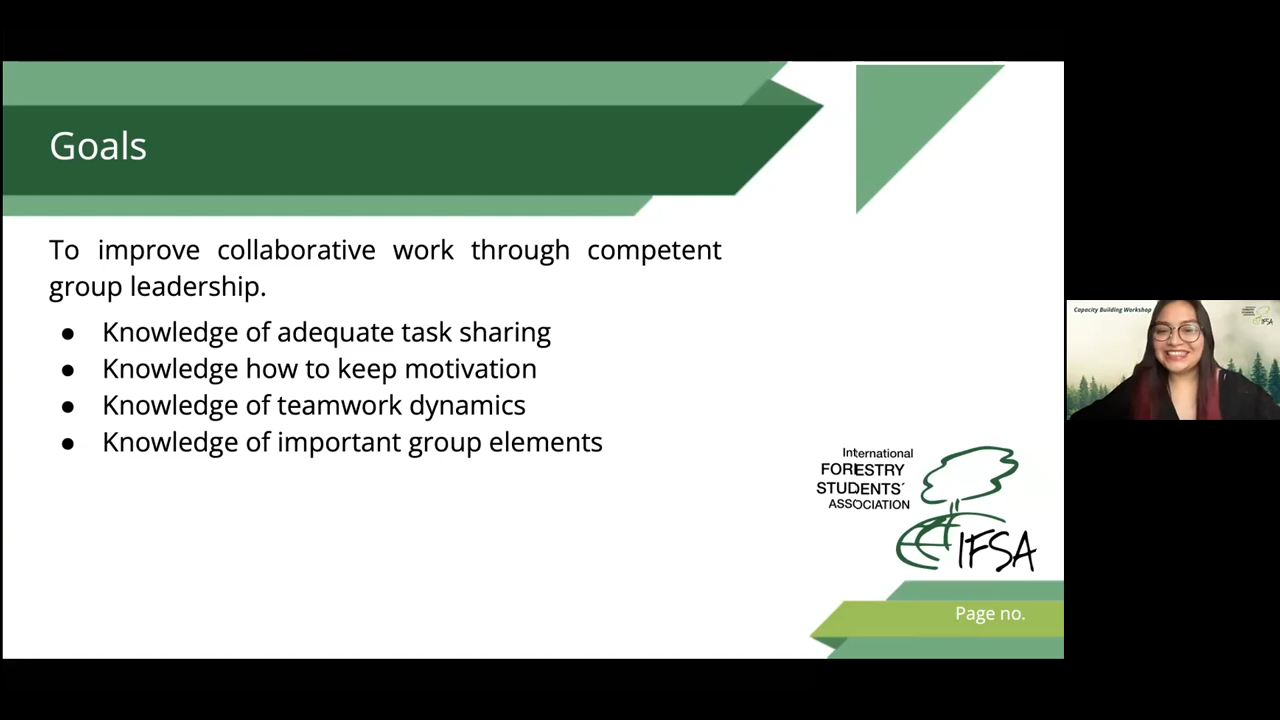 Goals
To improve collaborative work through competent
group leadership.
● Knowledge of adequate task sharing
● Knowledge how to keep motivation
● Knowledge of teamwork dynamics
● Knowledge of important group elements
International
FORESTRY
STUDENTS´
ASSOCIATION
IFSA
Page no.
Capacity Building Workshop
IFSA